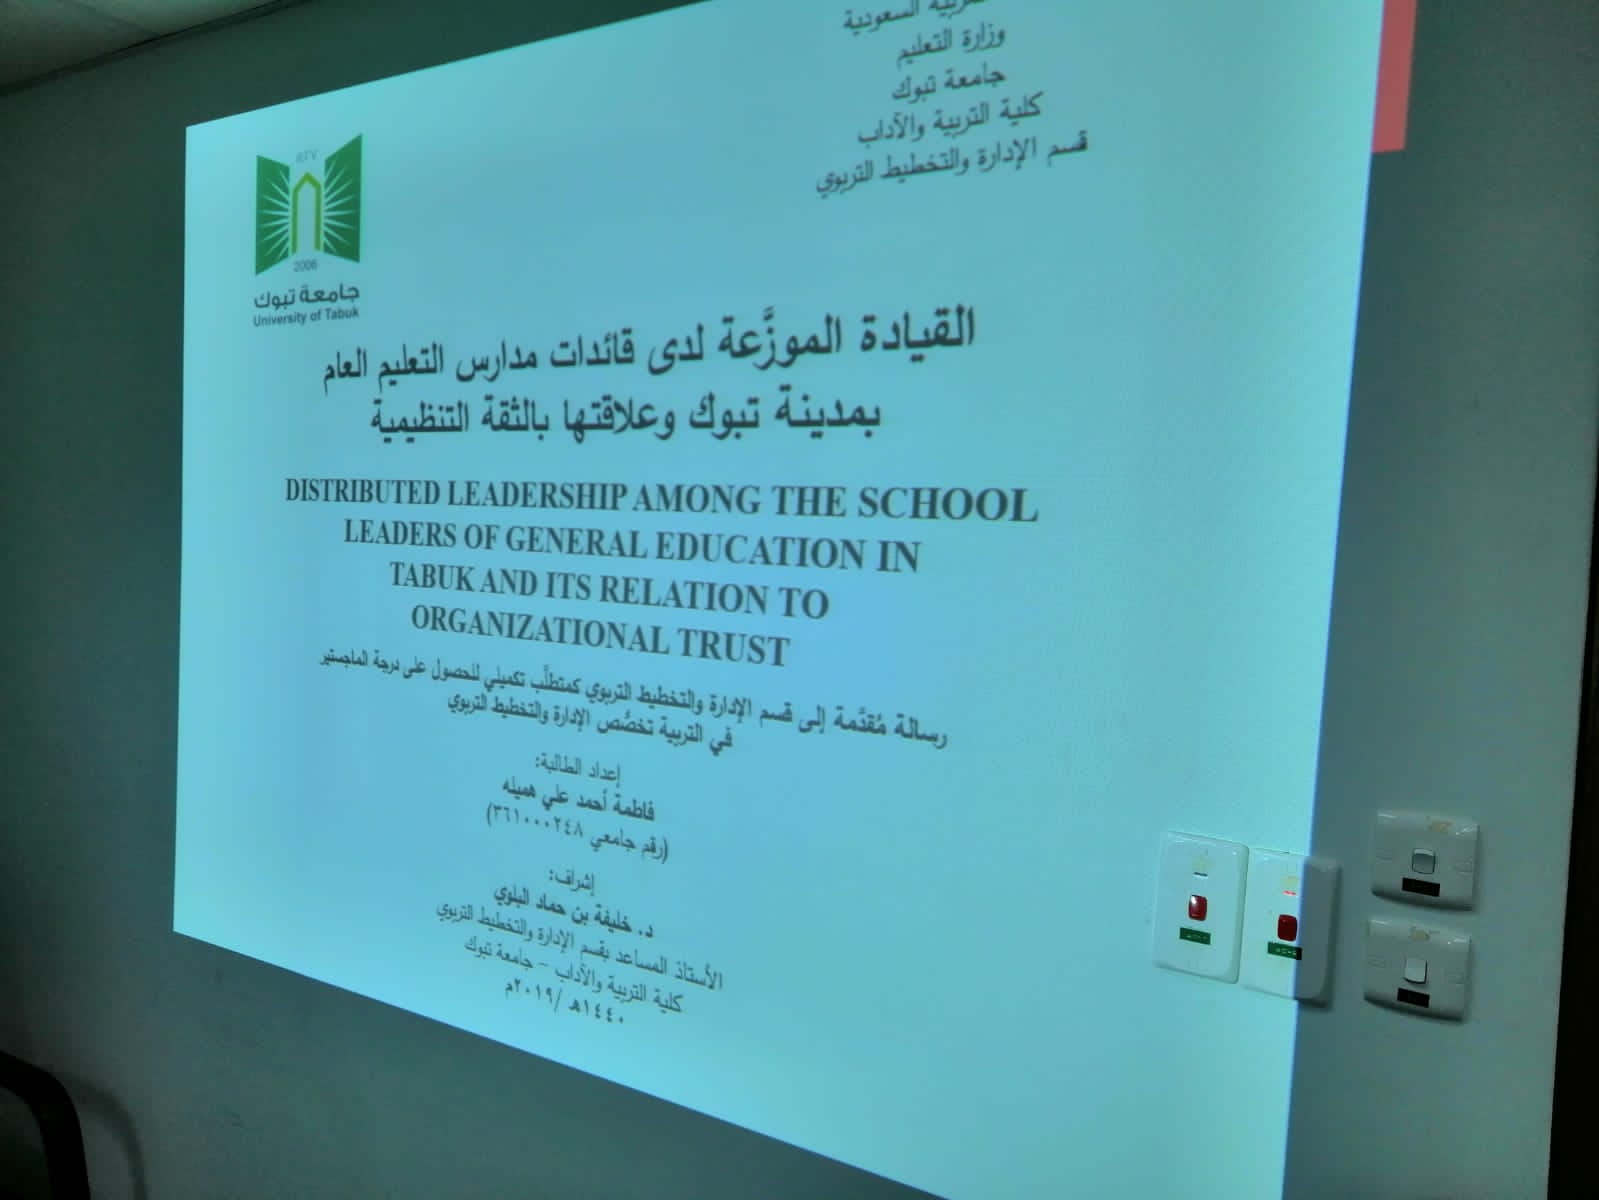 العربية السعودية
وزارة التعليم
جامعة تبوك
كلية التربية والآداب
قسم الإدارة والتخطيط التربوي
2006
جامعة تبوك
University of Tabuk
القيادة الموزَّعة لدى قائدات مدارس التعليم العام
بمدينة تبوك وعلاقتها بالثقة التنظيمية
DISTRIBUTED LEADERSHIP AMONG THE SCHOOL
LEADERS OF GENERAL EDUCATION IN
TABUK AND ITS RELATION TO
ORGANIZATIONAL TRUST
رسالة مُقدَّمة إلى قسم الإدارة والتخطيط التربوي كمتطلَّب تكميلي للحصول على درجة الماجستير
في التربية تخصُّص الإدارة والتخطيط التربوي
إعداد الطالبة:
فاطمة أحمد علي هميله
(رقم جامعي ٣٦١٠٠٠٢٤٨)
إشراف:
د. خليفة بن حماد البلوي
الأستاذ المساعد بقسم الإدارة والتخطيط التربوي
كلية التربية والآداب – جامعة تبوك
١٤٤٠هـ /٢٠١٩م